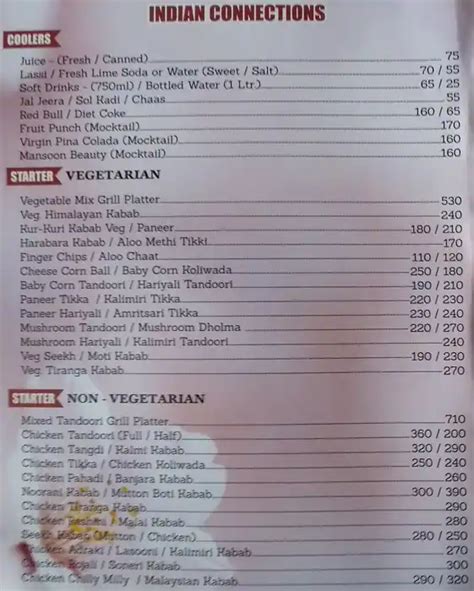 INDIAN CONNECTIONS
COOLERS
Juice - (Fresh / Canned) 75
Lassi / Fresh Lime Soda or Water (Sweet / Salt) 70 / 55
Soft Drinks - (750ml) / Bottled Water (1 Ltr) 65 / 25
Jal Jeera / Sol Kadi / Chaas 55
Red Bull / Diet Coke 160 / 65
Fruit Punch (Mocktail) 170
Virgin Pina Colada (Mocktail) 160
Mansoon Beauty (Mocktail) 160
STARTER VEGETARIAN
Vegetable Mix Grill Platter 530
Veg. Himalayan Kabab 240
Kur-Kuri Kabab Veg / Paneer 180 / 210
Harabara Kabab / Aloo Methi Tikki 170
Finger Chips / Aloo Chaat 110 / 120
Cheese Corn Ball / Baby Corn Koliwada 250 / 180
Baby Corn Tandoori / Hariyali Tandoori 190 / 210
Paneer Tikka / Kalimiri Tikka 220 / 230
Paneer Hariyali / Amritsari Tikka 230 / 240
Mushroom Tandoori / Mushroom Dholma 220 / 270
Mushroom Hariyali / Kalimiri Tandoori 240
Veg Seekh / Moti Kabab 190 / 230
Veg. Tiranga Kabab 270
STARTER NON - VEGETARIAN
Mixed Tandoori Grill Platter 710
Chicken Tandoori (Full / Half) 360 / 200
Chicken Tangdi / Kalmi Kabab 320 / 290
Chicken Tikka / Chicken Koliwada 250 / 240
Chicken Pahadi / Banjara Kabab 260
Noorani Kabab / Mutton Boti Kabab 300 / 390
Chicken Tiranga Kabab 290
Chicken Reshmi / Malai Kabab 280
Seekh Kabab (Mutton / Chicken) 280 / 250
Chicken Adraki / Lasooni / Kalimiri Kabab 270
Chicken Rojali / Soneri Kabab 300
Chicken Chilly Milly / Malaysian Kabab 290 / 320